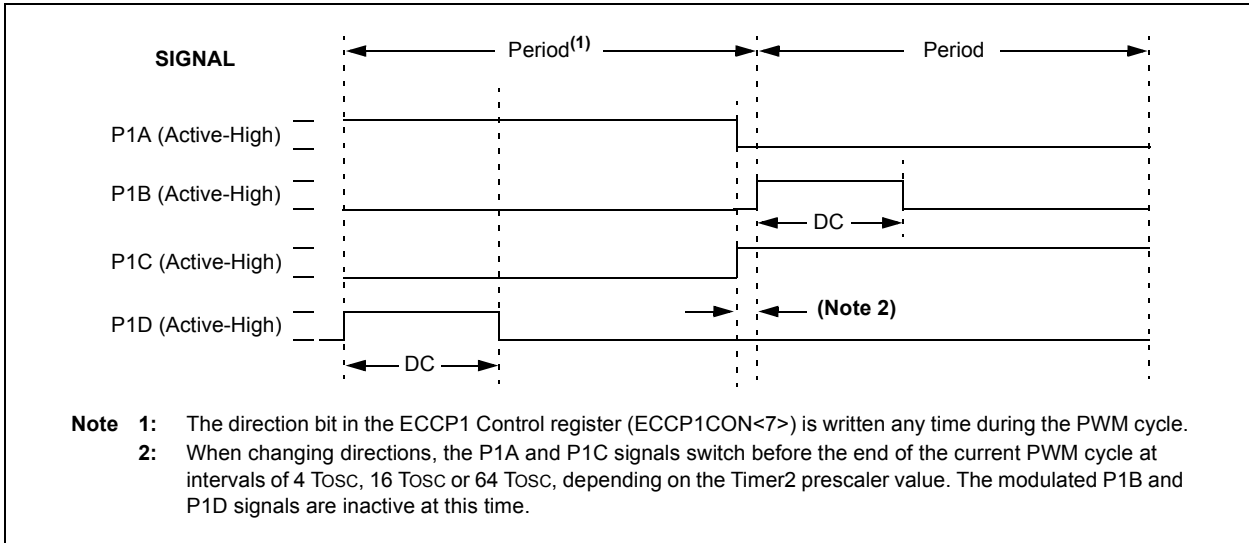 SIGNAL
Period(1)
Period
P1A (Active-High)
P1B (Active-High)
DC
P1C (Active-High)
(Note 2)
P1D (Active-High)
DC
Note 1: The direction bit in the ECCP1 Control register (ECCP1CON<7>) is written any time during the PWM cycle.
2: When changing directions, the P1A and P1C signals switch before the end of the current PWM cycle at
intervals of 4 TOSC, 16 TOSC or 64 TOSC, depending on the Timer2 prescaler value. The modulated P1B and
P1D signals are inactive at this time.